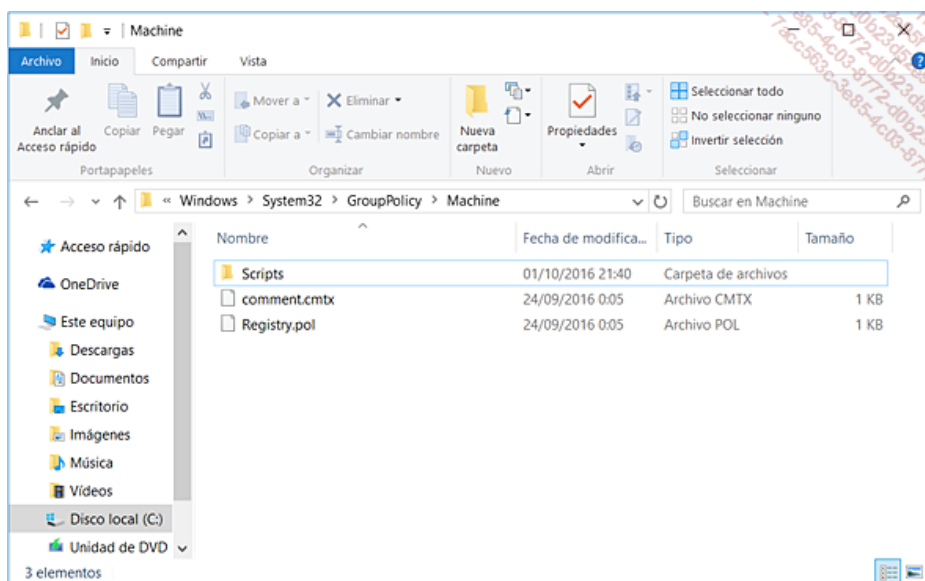 Machine
Archivo Inicio Compartir Vista
Anclar al Acceso rápido
Copiar
Pegar
Portapapeles
Mover a
Copiar a
Eliminar
Cambiar nombre
Organizar
Nueva carpeta
Nuevo
Propiedades
Abrir
Seleccionar todo
No seleccionar ninguno
Invertir selección
Seleccionar
« Windows > System32 > GroupPolicy > Machine
Buscar en Machine
Acceso rápido
OneDrive
Este equipo
Descargas
Documentos
Escritorio
Imágenes
Música
Vídeos
Disco local (C:)
Unidad de DVD
Nombre Fecha de modifica... Tipo Tamaño
Scripts 01/10/2016 21:40 Carpeta de archivos
comment.cmtx 24/09/2016 0:05 Archivo CMTX 1 KB
Registry.pol 24/09/2016 0:05 Archivo POL 1 KB
3 elementos